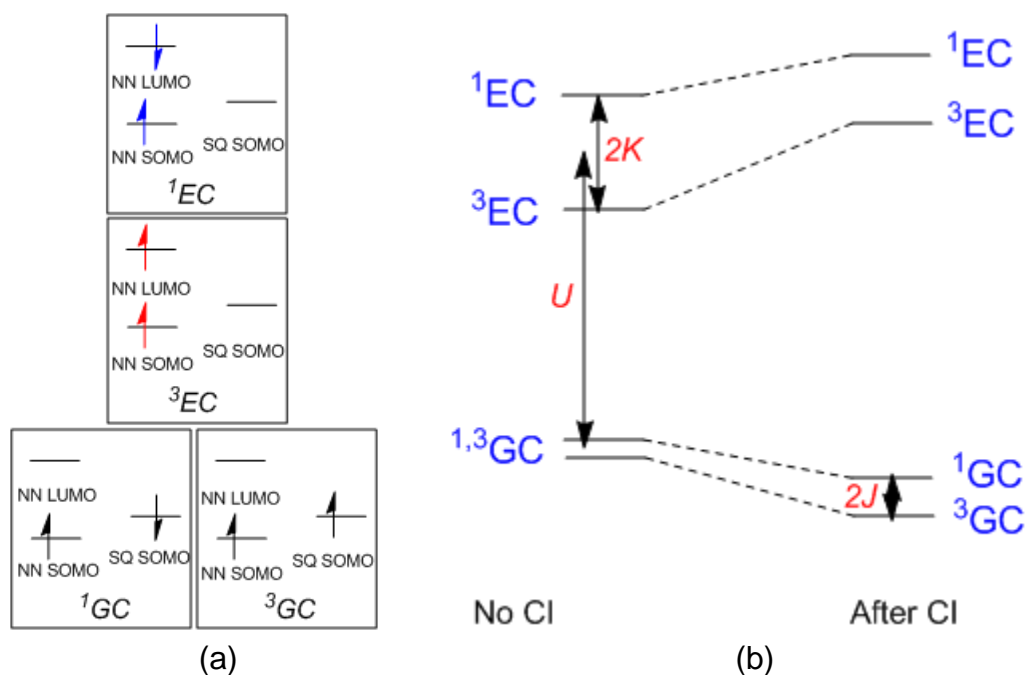 NN LUMO
NN SOMO
SQ SOMO
¹EC
NN LUMO
NN SOMO
SQ SOMO
³EC
NN LUMO
NN SOMO
SQ SOMO
¹GC
NN LUMO
NN SOMO
SQ SOMO
³GC
(a)
¹EC
³EC
2K
U
¹,³GC
¹EC
³EC
¹GC
2J
³GC
No CI
After CI
(b)